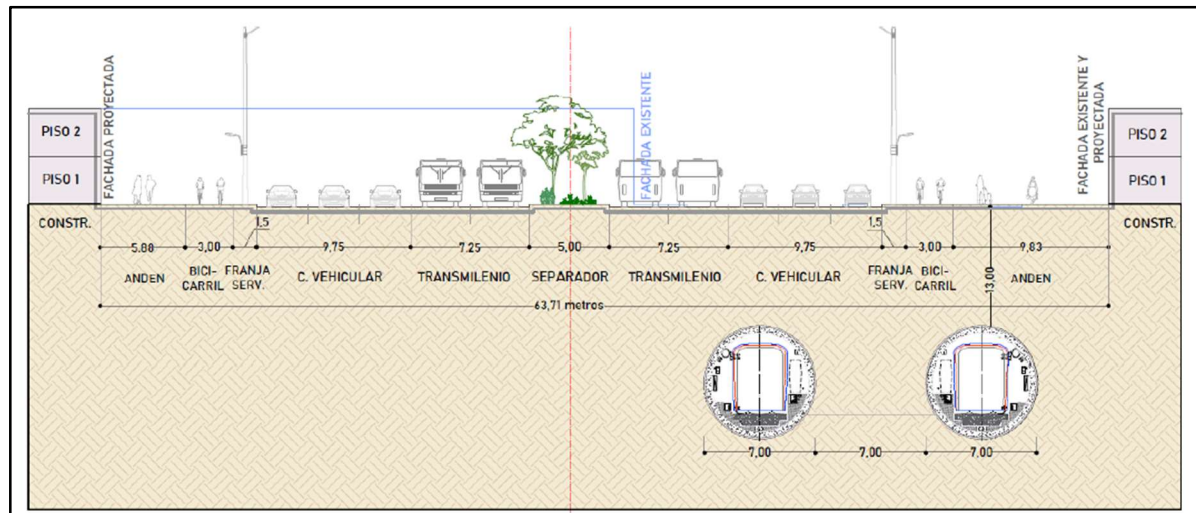 FACHADA PROYECTADA
FACHADA EXISTENTE
FACHADA EXISTENTE Y
PROYECTADA
PISO 2
PISO 1
CONSTR.
PISO 2
PISO 1
CONSTR.
1,5
1,5
5.88
3,00
9,75
7.25
5,00
7.25
9,75
3,00
9,83
ANDEN
BICI-
CARRIL
FRANJA
SERV.
C. VEHICULAR
TRANSMILENIO
SEPARADOR
TRANSMILENIO
C. VEHICULAR
FRANJA
SERV.
BICI-
CARRIL
13,00
ANDEN
63,71 metros
7,00
7,00
7,00